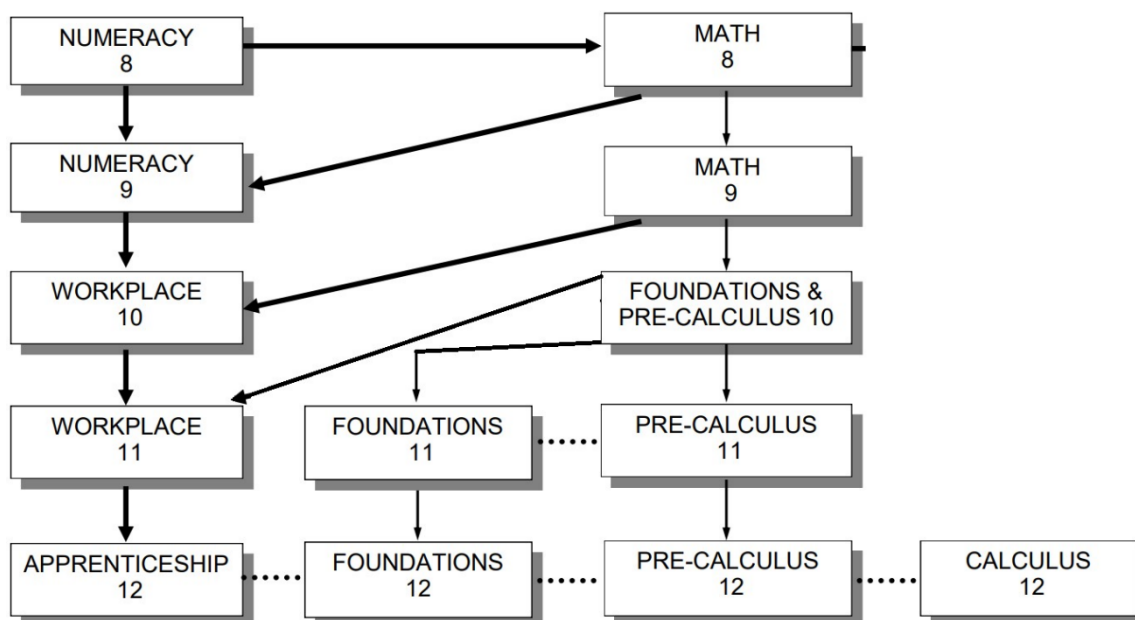 NUMERACY
8
MATH
8
NUMERACY
9
MATH
9
WORKPLACE
10
FOUNDATIONS &
PRE-CALCULUS 10
WORKPLACE
11
FOUNDATIONS
11
PRE-CALCULUS
11
APPRENTICESHIP
12
FOUNDATIONS
12
PRE-CALCULUS
12
CALCULUS
12